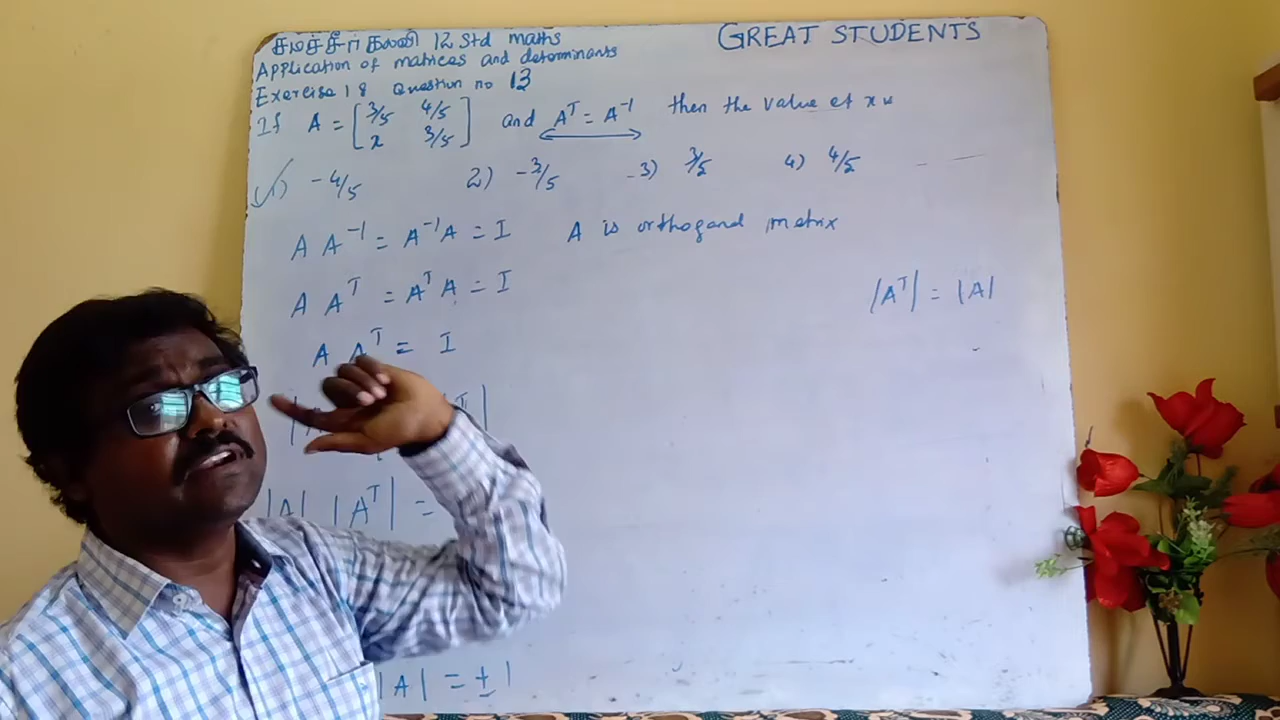 GREAT STUDENTS
சமச்சீர் கல்வி 12 Std maths
Application of matrices and determinants
Exercise 1 8 Question no 13
If A = [3/5 4/5 and A^T = A^-1 then the value of x is
x 3/5]
1) -4/5 2) -3/5 3) 3/5 4) 4/5
A A^-1 = A^-1 A = I A is orthogonal matrix
A A^T = A^T A = I |A^T| = |A|
A A^T = I
|A| |A^T| =
|A| = ± 1